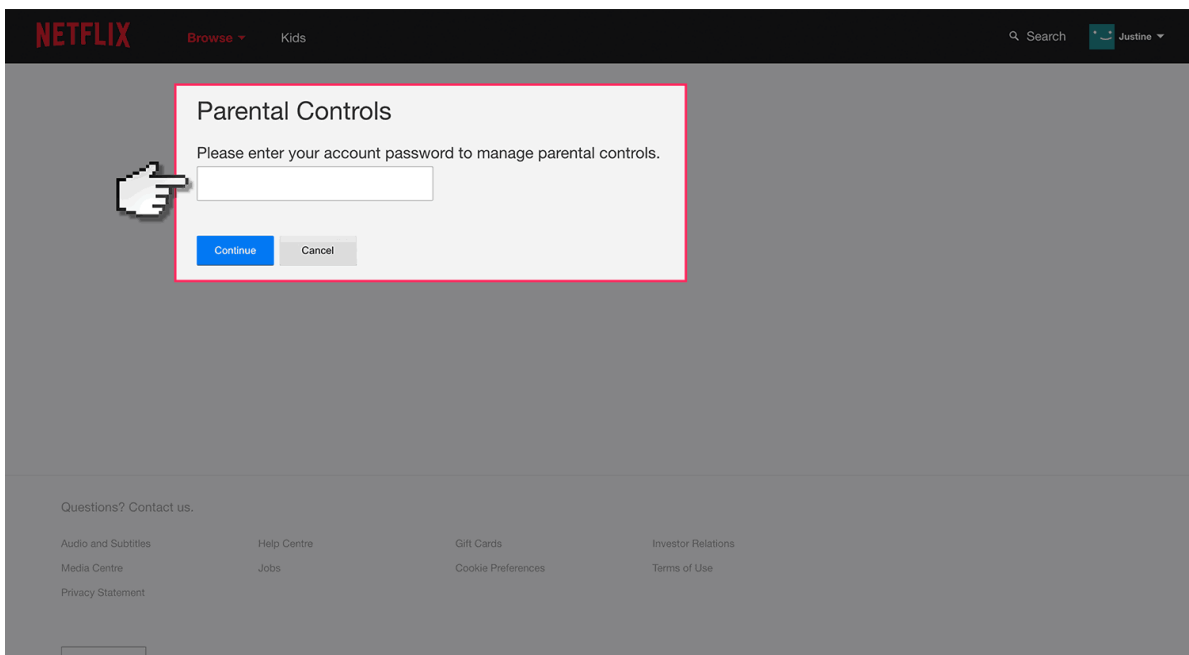 NETFLIX
Browse
Kids
Search
Justine
Parental Controls
Please enter your account password to manage parental controls.
Continue
Cancel
Questions? Contact us.
Audio and Subtitles
Help Centre
Gift Cards
Investor Relations
Media Centre
Jobs
Cookie Preferences
Terms of Use
Privacy Statement